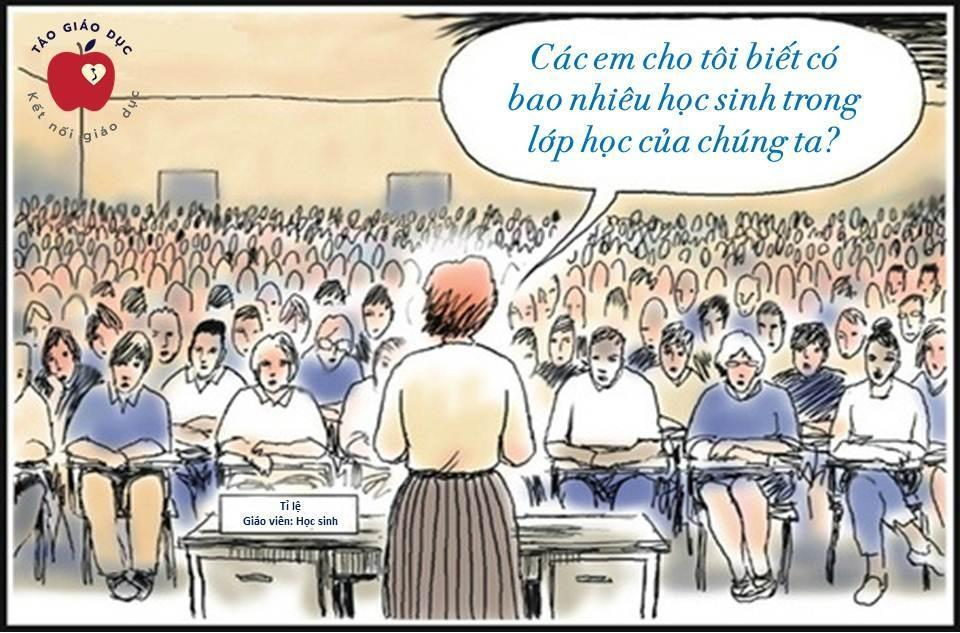 TÁO GIÁO DỤC
Kết nối giáo dục
Các em cho tôi biết có
bao nhiêu học sinh trong
lớp học của chúng ta?
Tỉ lệ
Giáo viên: Học sinh